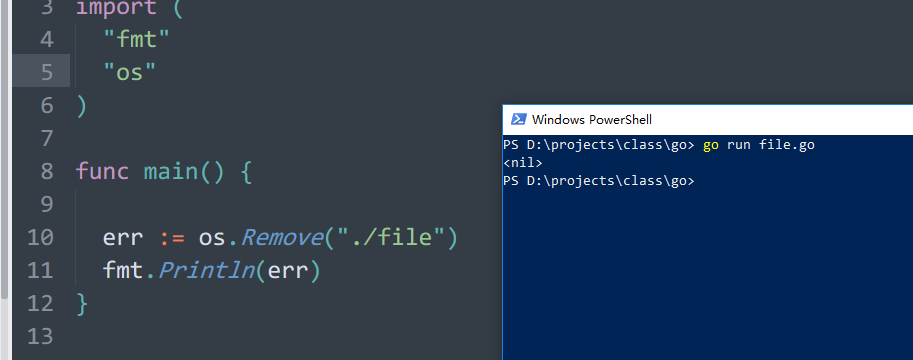 3 import (
4   "fmt"
5   "os"
6 )
7
8 func main() {
9
10   err := os.Remove("./file")
11   fmt.Println(err)
12 }
13
Windows PowerShell
PS D:\projects\class\go> go run file.go
<nil>
PS D:\projects\class\go>